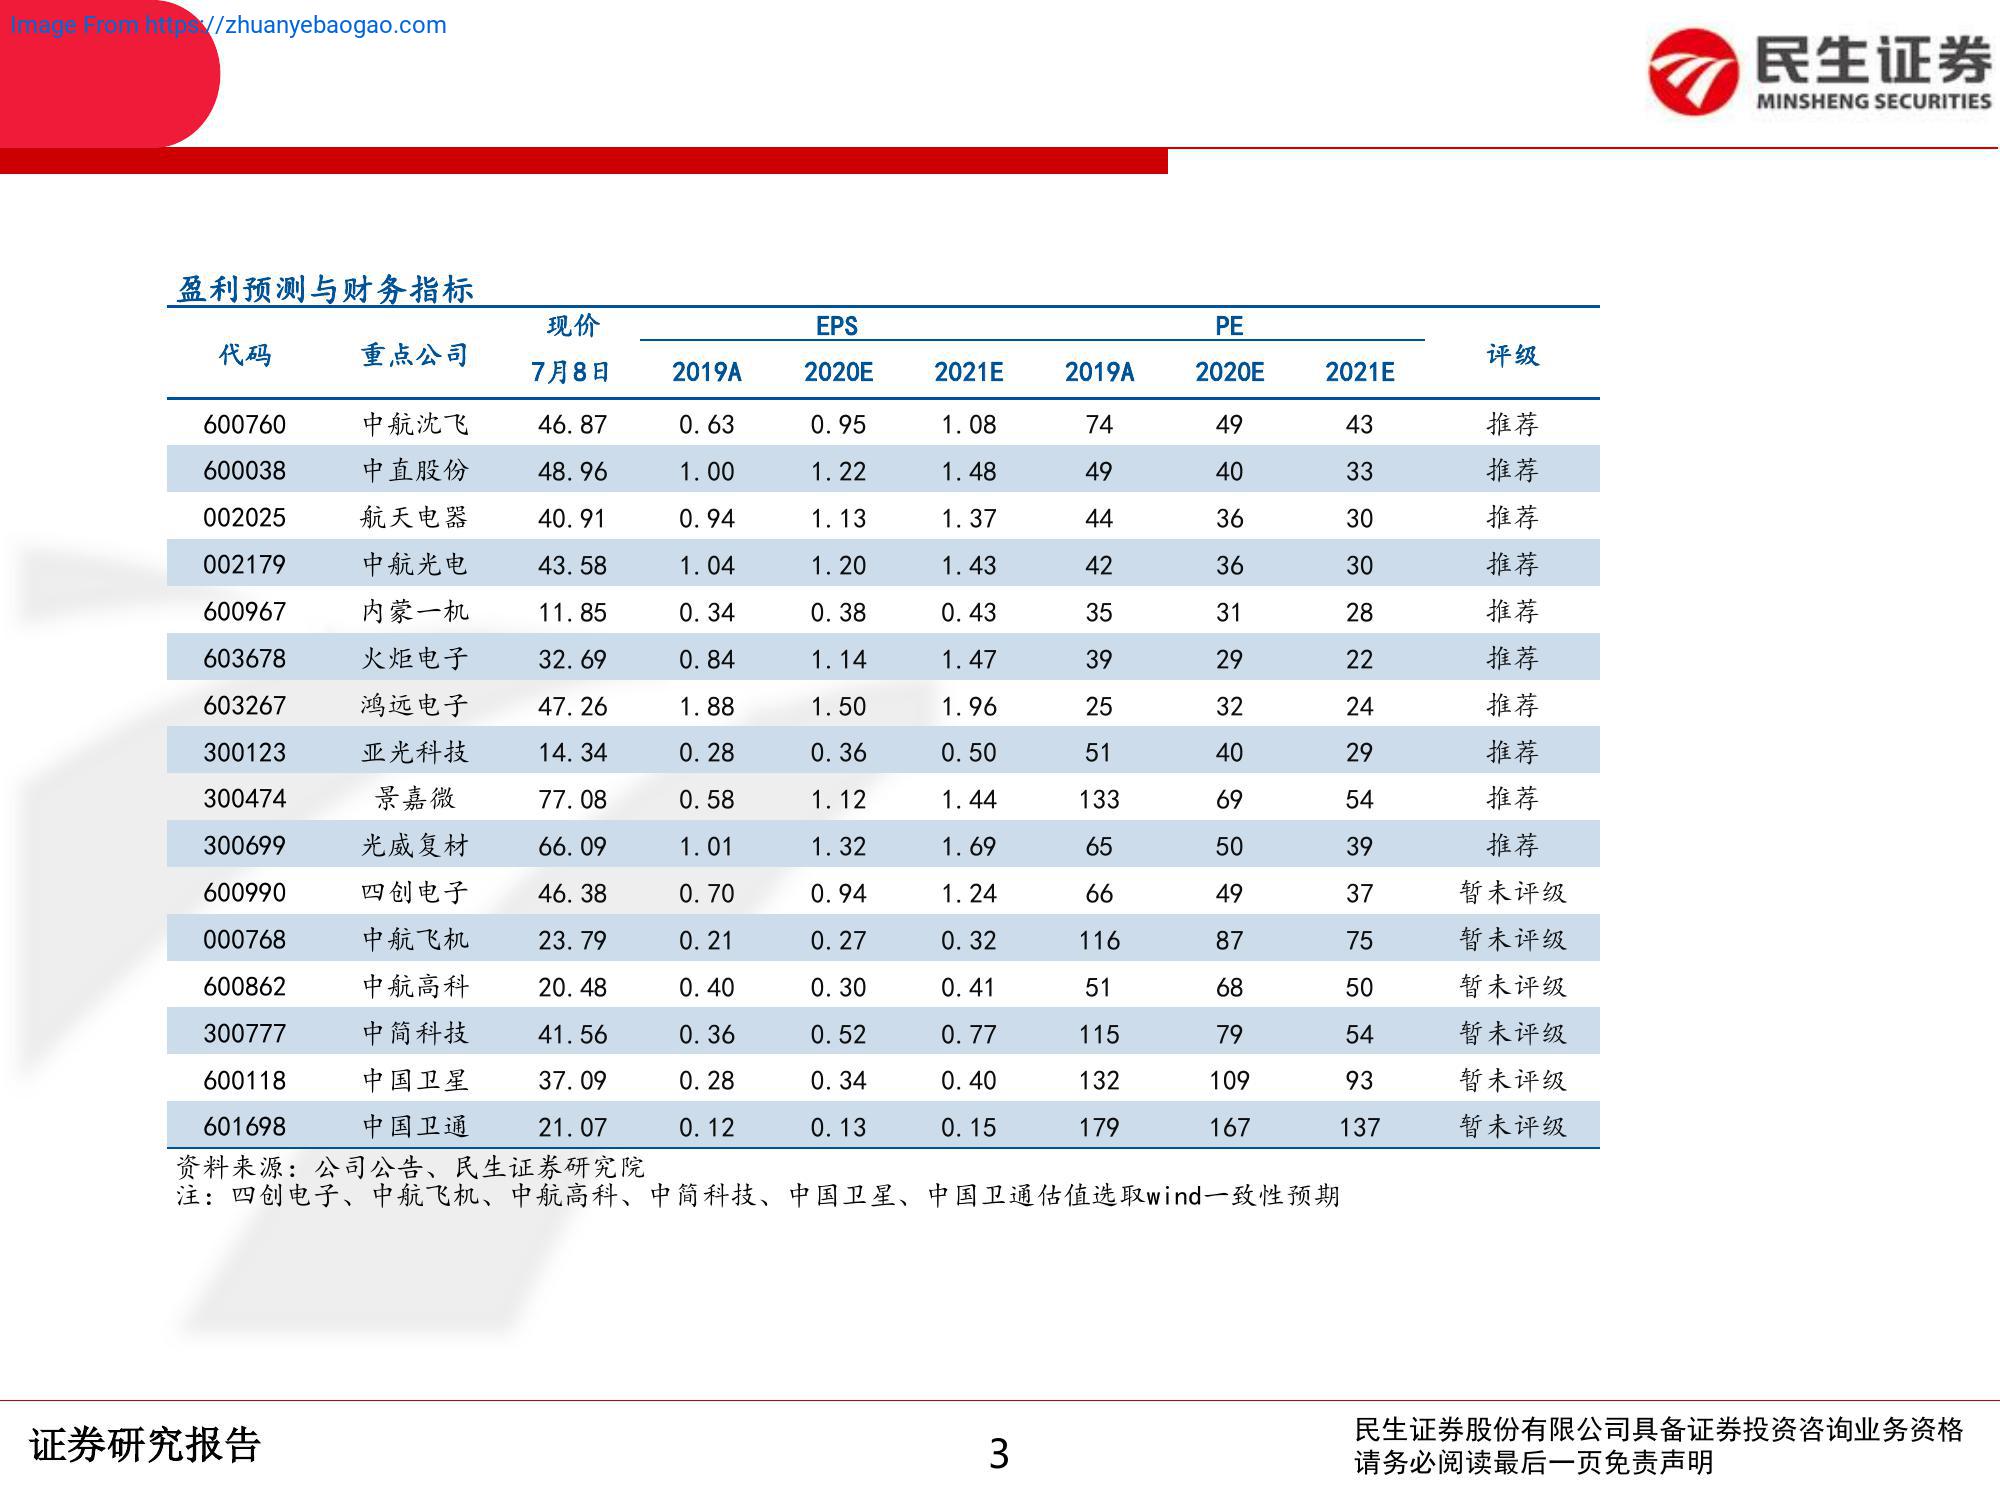 Image From https://zhuanyebaogao.com
民生证券
MINSHENG SECURITIES
盈利预测与财务指标
代码 重点公司 现价 EPS PE 评级
7月8日 2019A 2020E 2021E 2019A 2020E 2021E
600760 中航沈飞 46.87 0.63 0.95 1.08 74 49 43 推荐
600038 中直股份 48.96 1.00 1.22 1.48 49 40 33 推荐
002025 航天电器 40.91 0.94 1.13 1.37 44 36 30 推荐
002179 中航光电 43.58 1.04 1.20 1.43 42 36 30 推荐
600967 内蒙一机 11.85 0.34 0.38 0.43 35 31 28 推荐
603678 火炬电子 32.69 0.84 1.14 1.47 39 29 22 推荐
603267 鸿远电子 47.26 1.88 1.50 1.96 25 32 24 推荐
300123 亚光科技 14.34 0.28 0.36 0.50 51 40 29 推荐
300474 景嘉微 77.08 0.58 1.12 1.44 133 69 54 推荐
300699 光威复材 66.09 1.01 1.32 1.69 65 50 39 推荐
600990 四创电子 46.38 0.70 0.94 1.24 66 49 37 暂未评级
000768 中航飞机 23.79 0.21 0.27 0.32 116 87 75 暂未评级
600862 中航高科 20.48 0.40 0.30 0.41 51 68 50 暂未评级
300777 中简科技 41.56 0.36 0.52 0.77 115 79 54 暂未评级
600118 中国卫星 37.09 0.28 0.34 0.40 132 109 93 暂未评级
601698 中国卫通 21.07 0.12 0.13 0.15 179 167 137 暂未评级
资料来源：公司公告、民生证券研究院
注：四创电子、中航飞机、中航高科、中简科技、中国卫星、中国卫通估值选取wind一致性预期
证券研究报告
3
民生证券股份有限公司具备证券投资咨询业务资格
请务必阅读最后一页免责声明